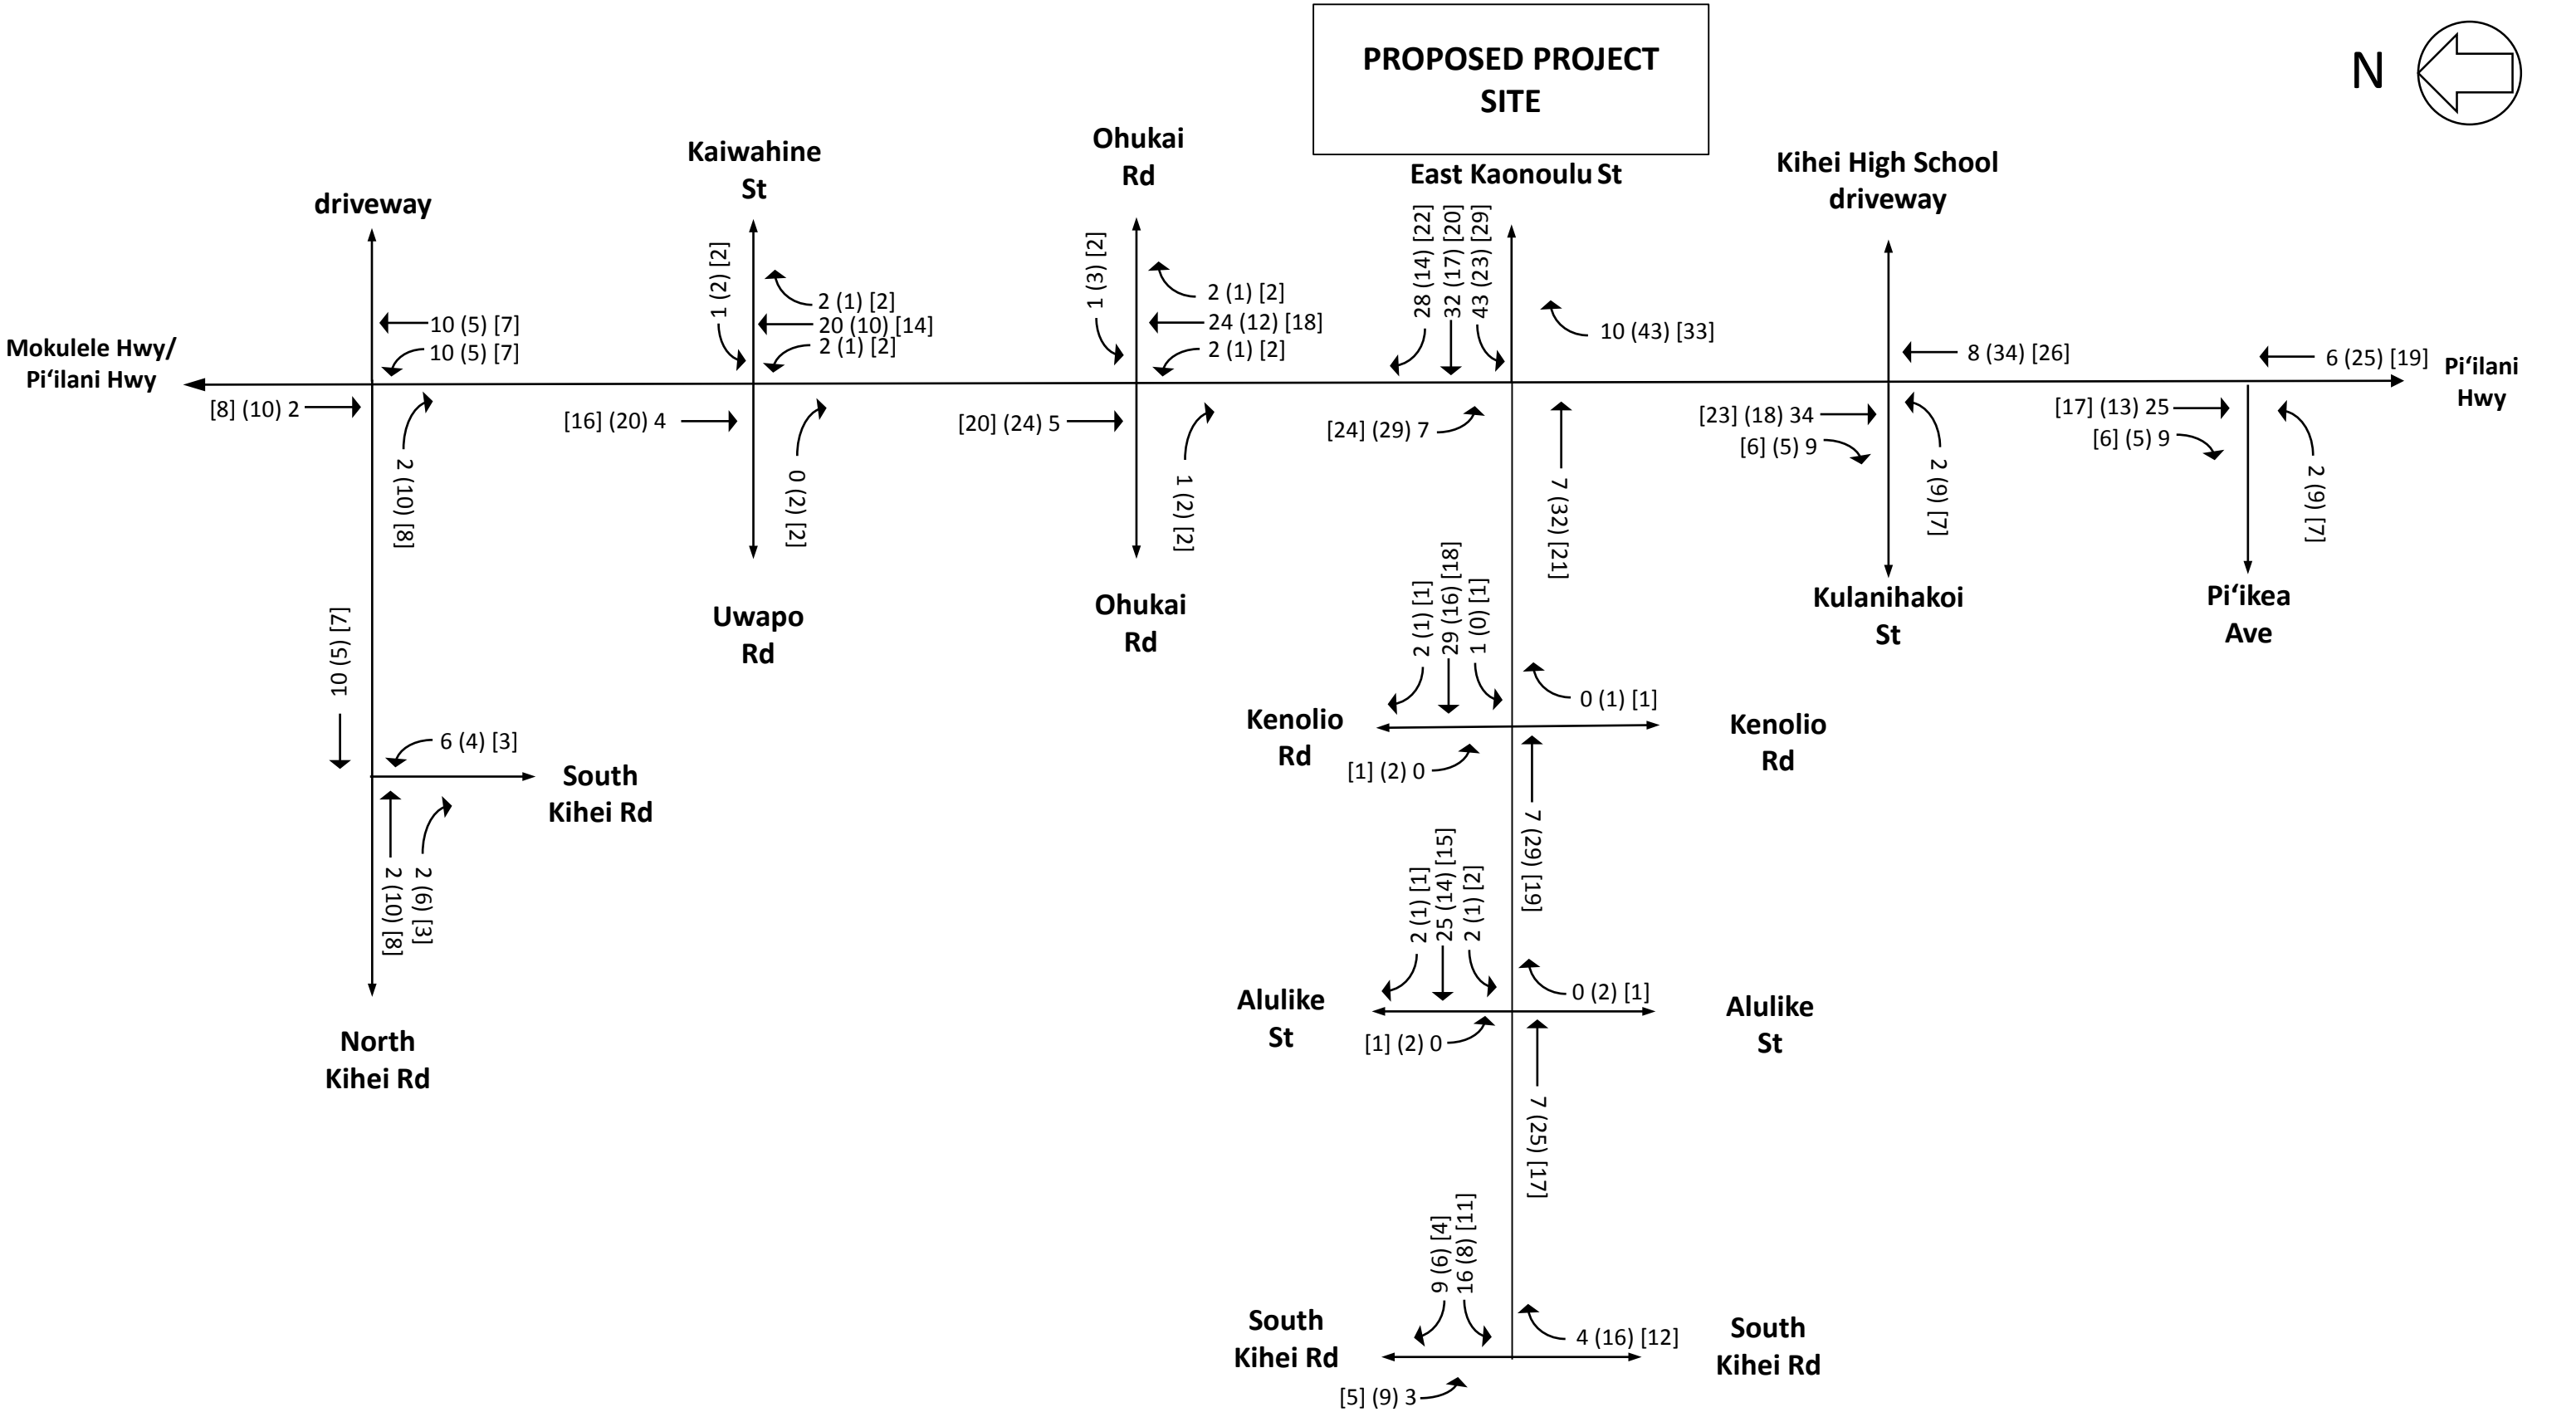 PROPOSED PROJECT
SITE
N
driveway
Kaiwahine
St
Ohukai
Rd
East Kaonoulu St
Kihei High School
driveway
Mokulele Hwy/
Pi‘ilani Hwy
10 (5) [7]
10 (5) [7]
[8] (10) 2
2 (10) [8]
1 (2) [2]
2 (1) [2]
20 (10) [14]
2 (1) [2]
[16] (20) 4
0 (2) [2]
Uwapo
Rd
1 (3) [2]
2 (1) [2]
24 (12) [18]
2 (1) [2]
[20] (24) 5
1 (2) [2]
Ohukai
Rd
28 (14) [22]
32 (17) [20]
43 (23) [29]
10 (43) [33]
[24] (29) 7
7 (32) [21]
8 (34) [26]
[23] (18) 34
[6] (5) 9
2 (9) [7]
Kulanihakoi
St
6 (25) [19]
Pi‘ilani
Hwy
[17] (13) 25
[6] (5) 9
2 (9) [7]
Pi‘ikea
Ave
10 (5) [7]
6 (4) [3]
South
Kihei Rd
2 (10) [8]
2 (6) [3]
North
Kihei Rd
2 (1) [1]
29 (16) [18]
1 (0) [1]
0 (1) [1]
Kenolio
Rd
Kenolio
Rd
[1] (2) 0
7 (29) [19]
2 (1) [1]
25 (14) [15]
2 (1) [2]
0 (2) [1]
Alulike
St
Alulike
St
[1] (2) 0
7 (25) [17]
9 (6) [4]
16 (8) [11]
4 (16) [12]
South
Kihei Rd
South
Kihei Rd
[5] (9) 3